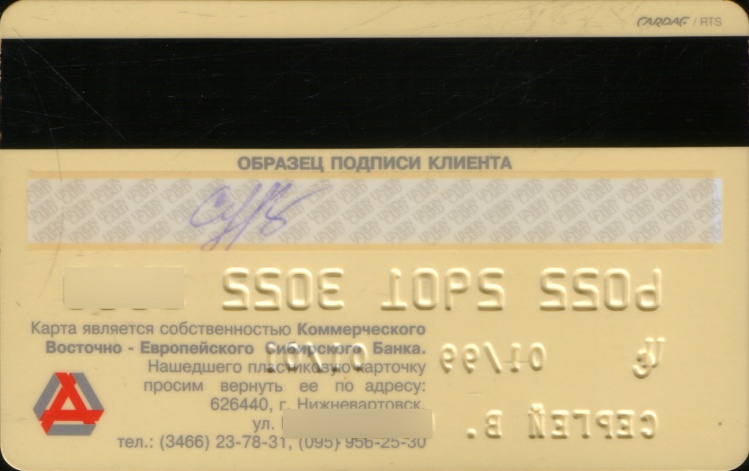 CARDAG / RTS
ОБРАЗЕЦ ПОДПИСИ КЛИЕНТА
Карта является собственностью Коммерческого
Восточно - Европейского Сибирского Банка.
Нашедшего пластиковую карточку
просим вернуть ее по адресу:
626440, г. Нижневартовск,
ул.
тел.: (3466) 23-78-31, (095) 956-25-30
СЕРГЕЙ В.